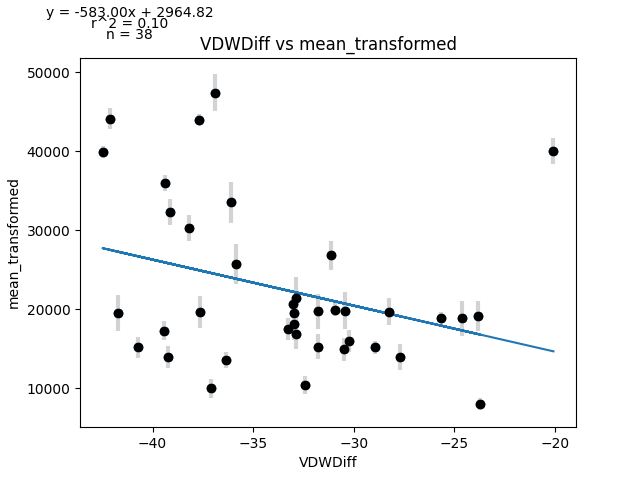 y = -583.00x + 2964.82
r^2 = 0.10
n = 38
VDWDiff vs mean_transformed
50000
40000
30000
20000
10000
mean_transformed
−40 −35 −30 −25 −20
VDWDiff